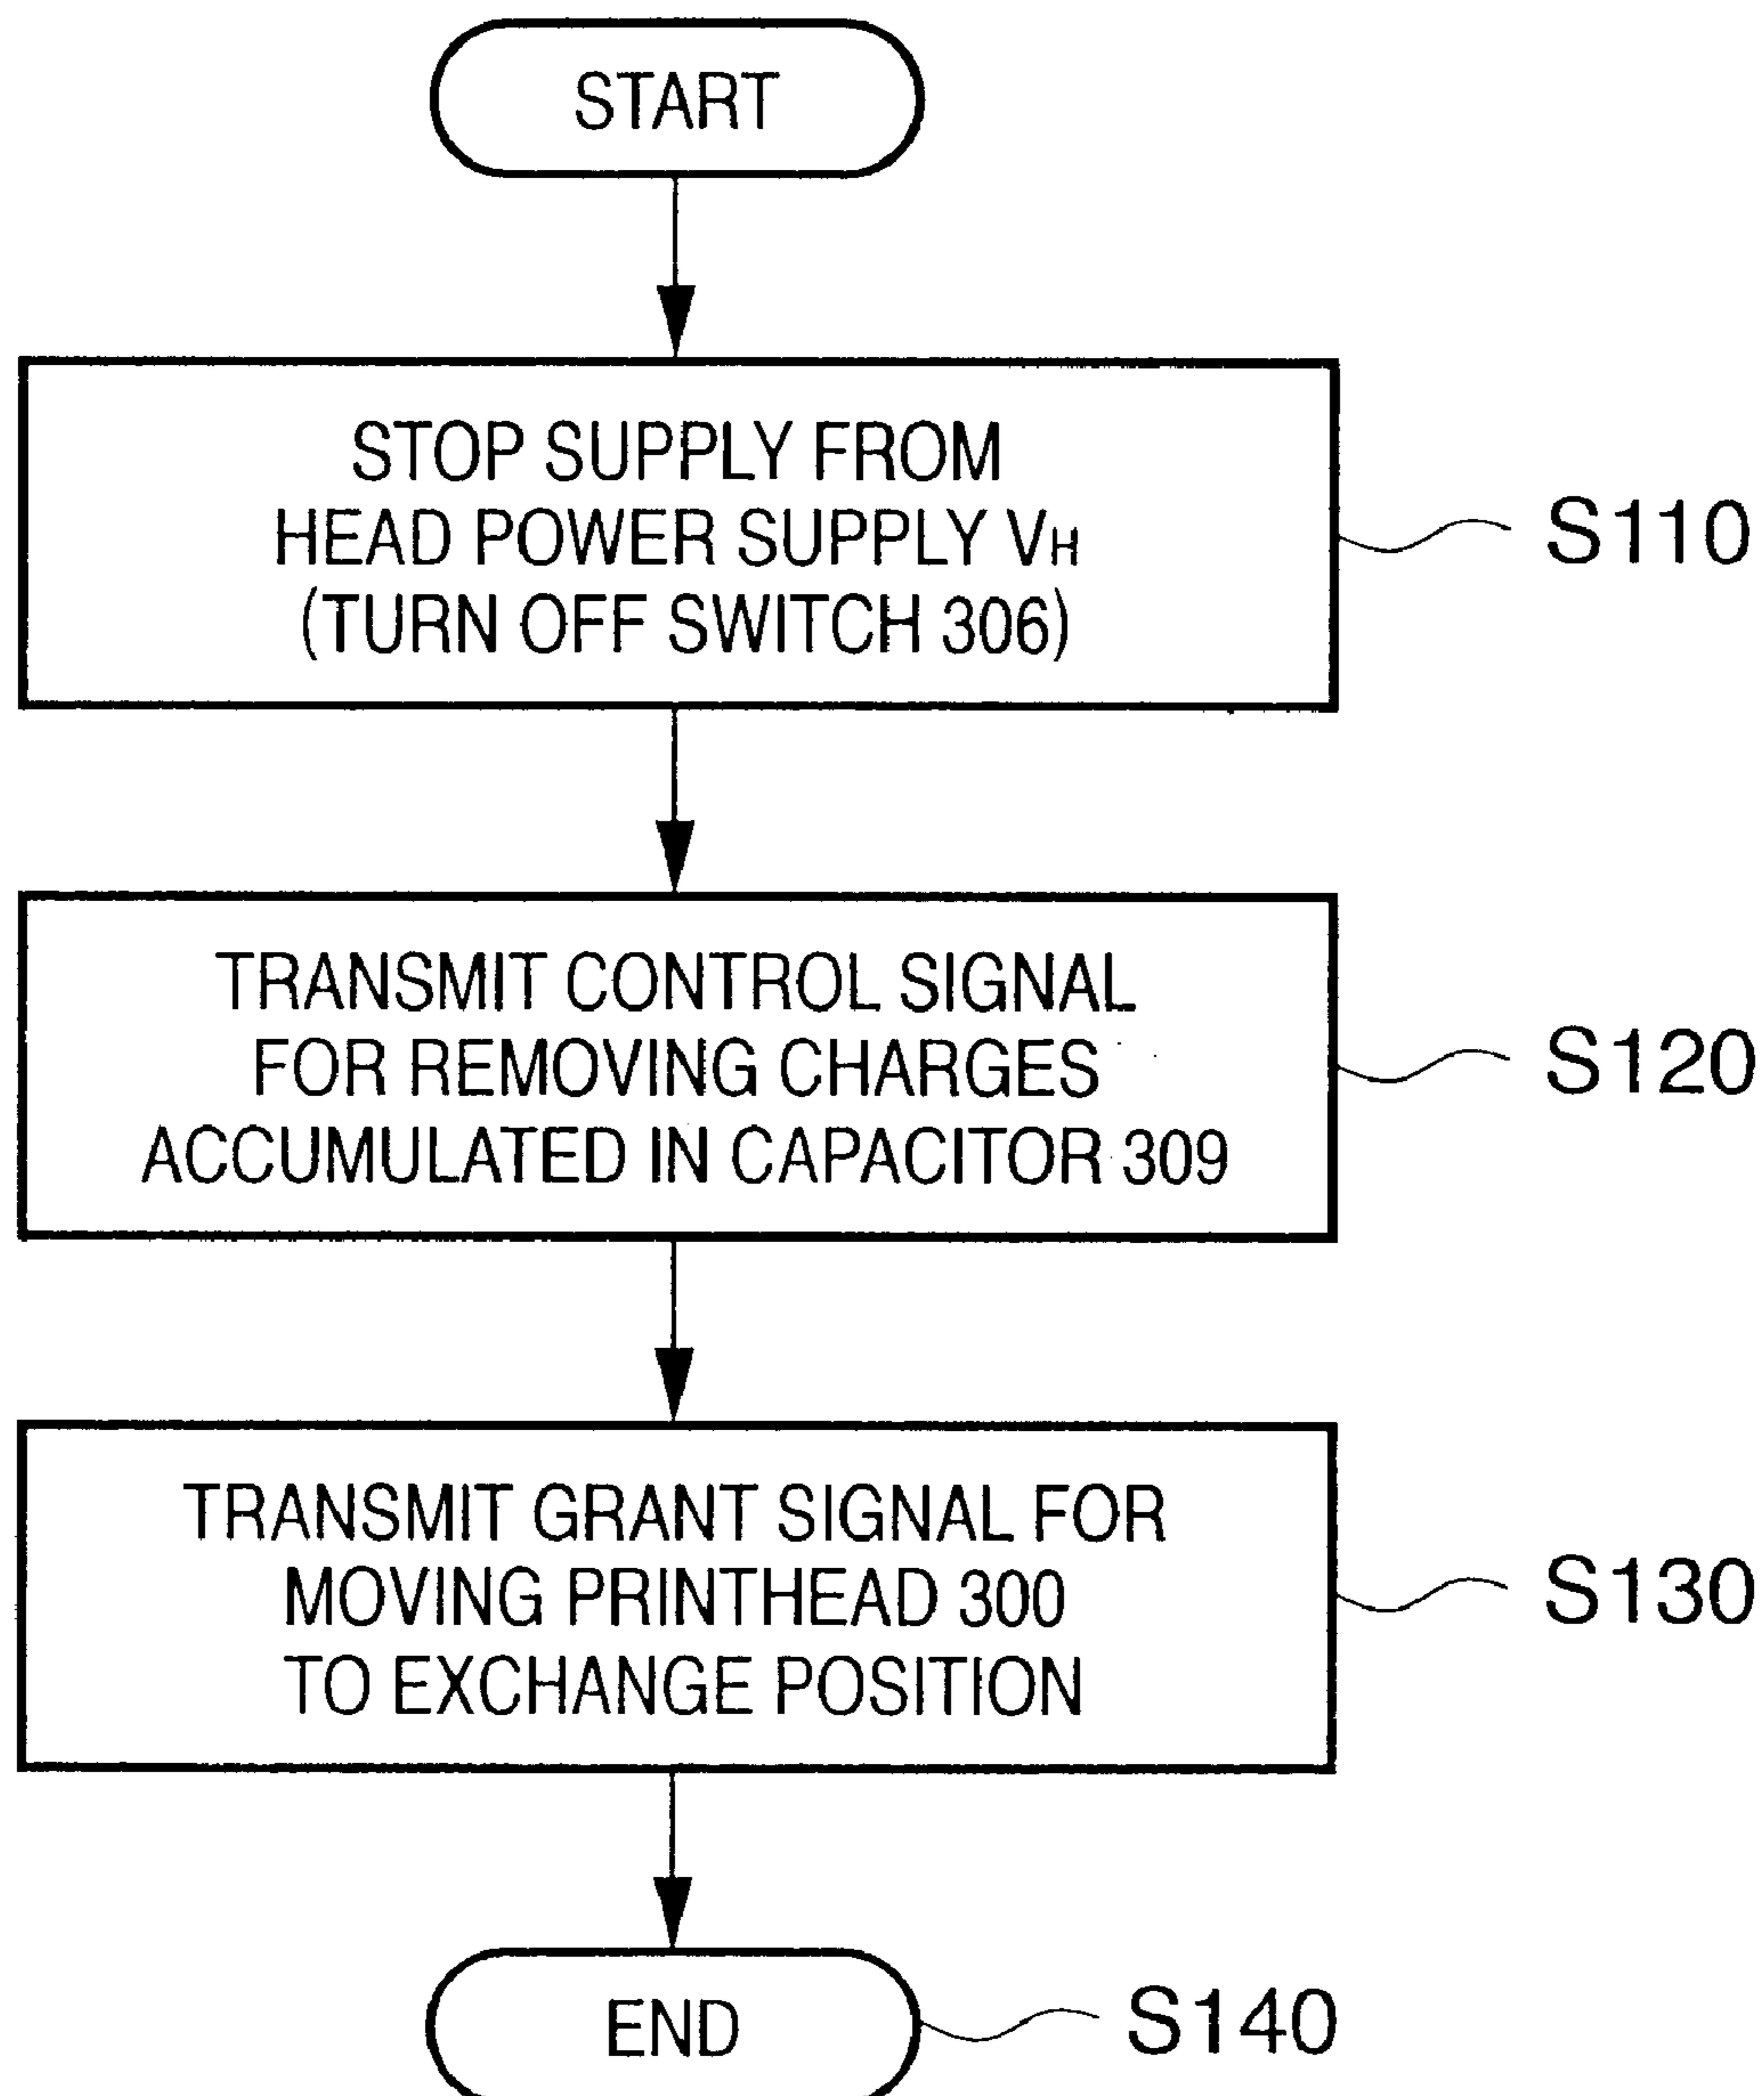 START
STOP SUPPLY FROM
HEAD POWER SUPPLY VH
(TURN OFF SWITCH 306)
S110
TRANSMIT CONTROL SIGNAL
FOR REMOVING CHARGES
ACCUMULATED IN CAPACITOR 309
S120
TRANSMIT GRANT SIGNAL FOR
MOVING PRINTHEAD 300
TO EXCHANGE POSITION
S130
END
S140